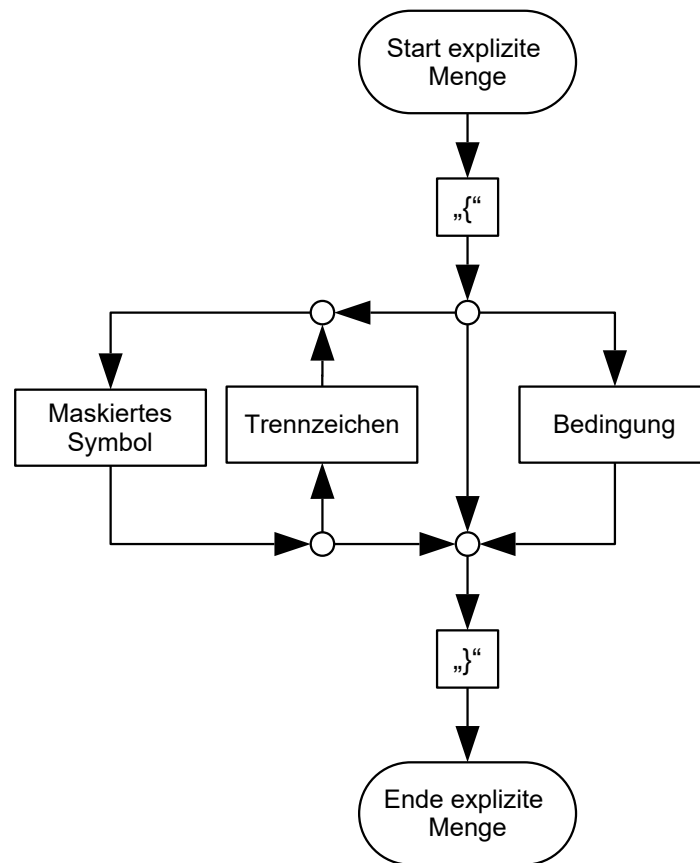 Start explizite
Menge
„{“
Maskiertes
Symbol
Trennzeichen
Bedingung
„}“
Ende explizite
Menge